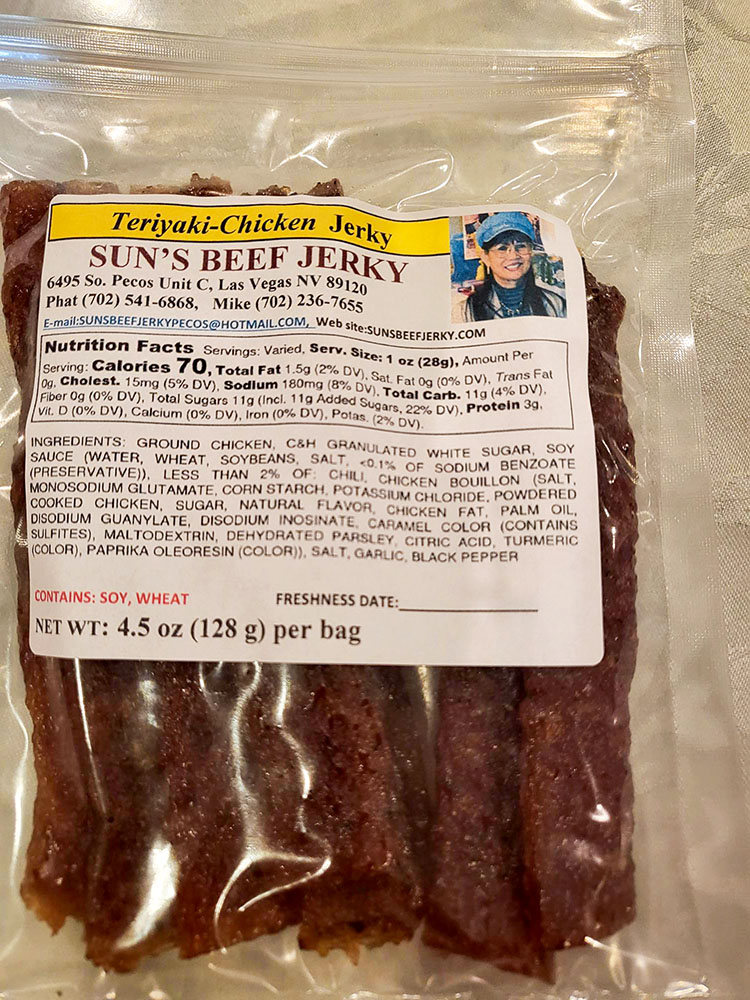 Teriyaki-Chicken Jerky
SUN'S BEEF JERKY
6495 So. Pecos Unit C, Las Vegas NV 89120
Phat (702) 541-6868, Mike (702) 236-7655
E-mail:SUNSBEEFJERKYPECOS@HOTMAIL.COM, Web site:SUNSBEEFJERKY.COM
Nutrition Facts Servings: Varied, Serv. Size: 1 oz (28g), Amount Per
Serving: Calories 70, Total Fat 1.5g (2% DV), Sat. Fat 0g (0% DV), Trans Fat
0g, Cholest. 15mg (5% DV), Sodium 180mg (8% DV), Total Carb. 11g (4% DV),
Fiber 0g (0% DV), Total Sugars 11g (Incl. 11g Added Sugars, 22% DV), Protein 3g,
Vit. D (0% DV), Calcium (0% DV), Iron (0% DV), Potas. (2% DV).
INGREDIENTS: GROUND CHICKEN, C&H GRANULATED WHITE SUGAR, SOY
SAUCE (WATER, WHEAT, SOYBEANS, SALT, <0.1% OF SODIUM BENZOATE
(PRESERVATIVE)), LESS THAN 2% OF: CHILI, CHICKEN BOUILLON (SALT,
MONOSODIUM GLUTAMATE, CORN STARCH, POTASSIUM CHLORIDE, POWDERED
COOKED CHICKEN, SUGAR, NATURAL FLAVOR, CHICKEN FAT, PALM OIL,
DISODIUM GUANYLATE, DISODIUM INOSINATE, CARAMEL COLOR (CONTAINS
SULFITES), MALTODEXTRIN, DEHYDRATED PARSLEY, CITRIC ACID, TURMERIC
(COLOR), PAPRIKA OLEORESIN (COLOR)), SALT, GARLIC, BLACK PEPPER
CONTAINS: SOY, WHEAT FRESHNESS DATE:
NET WT: 4.5 oz (128 g) per bag